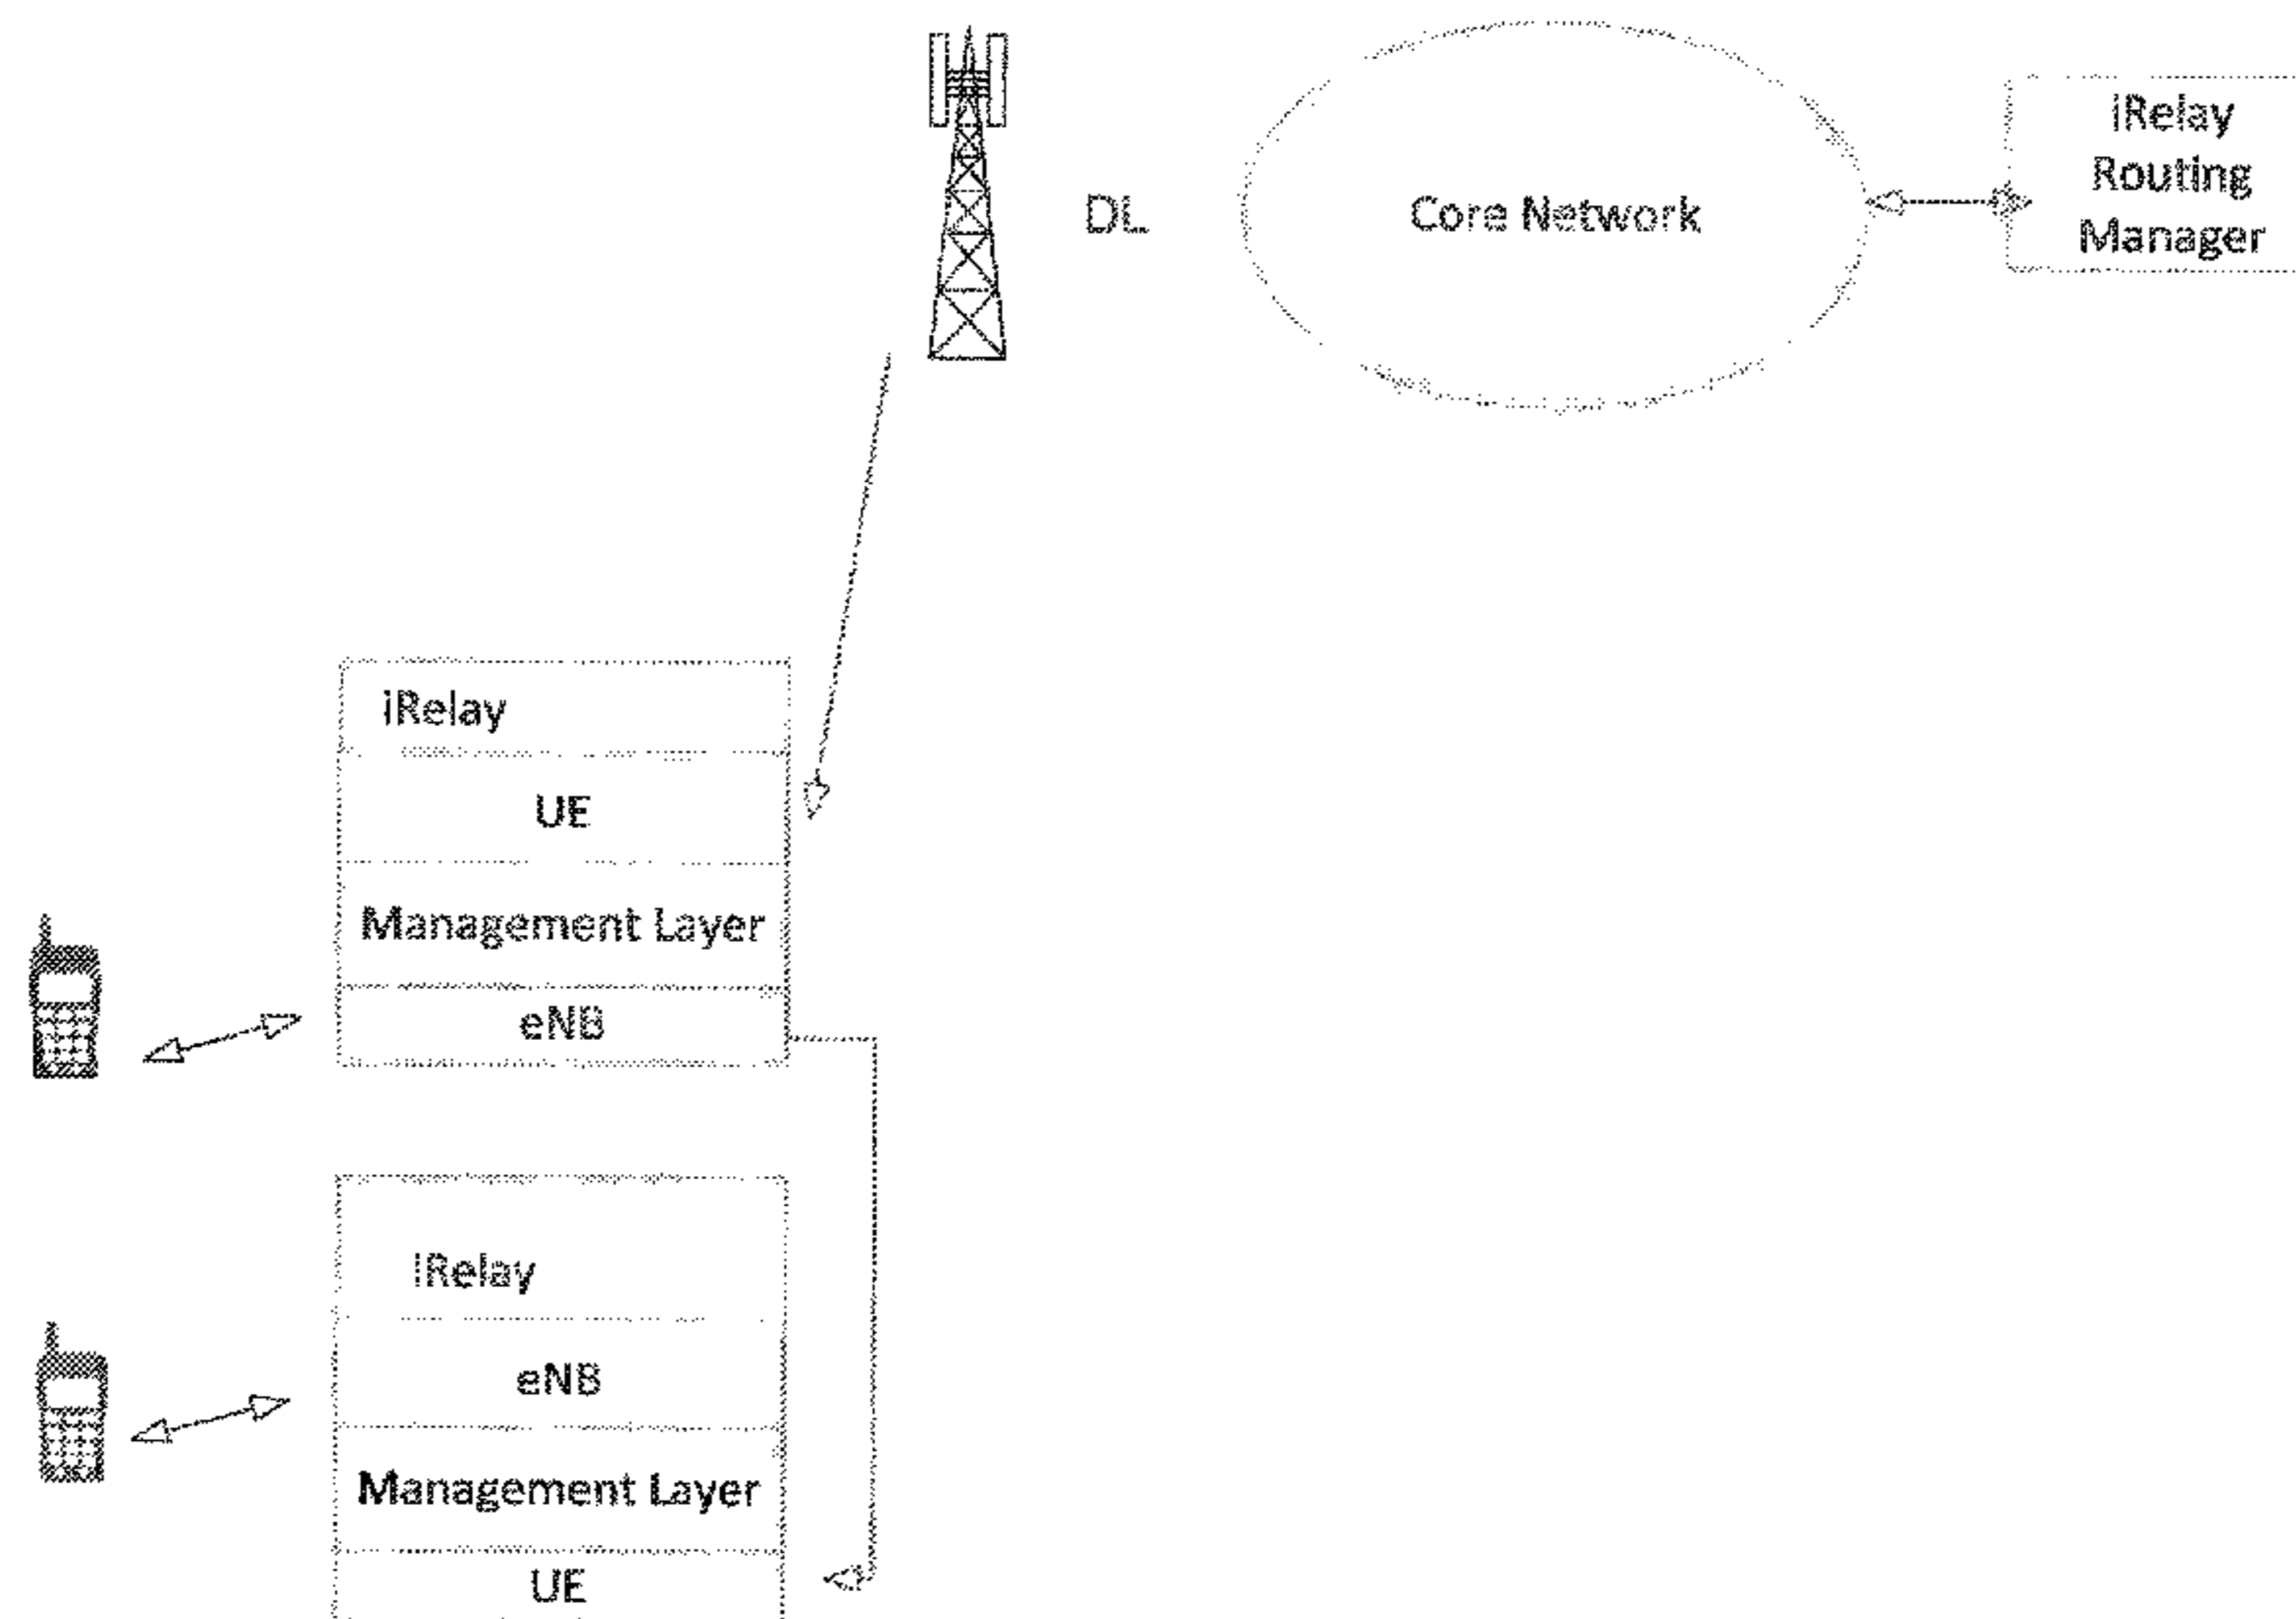 DL
Core Network
iRelay
Routing
Manager
iRelay
UE
Management Layer
eNB
iRelay
eNB
Management Layer
UE